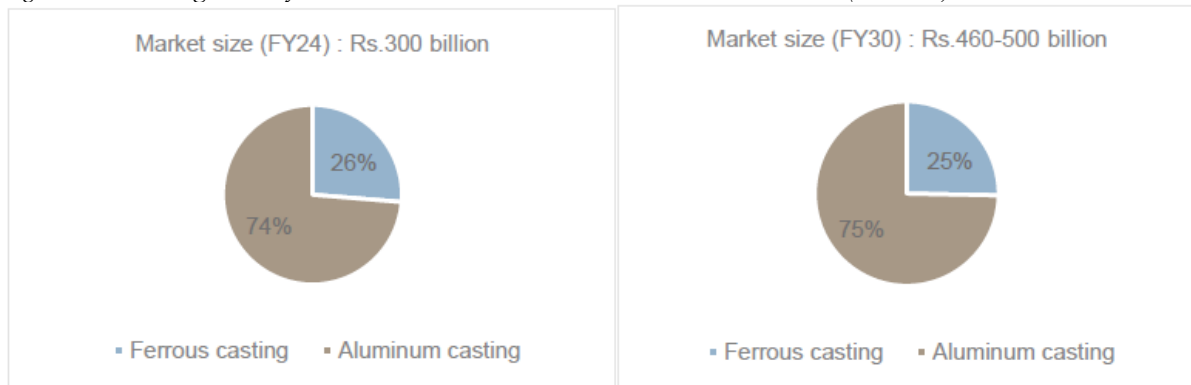 Market size (FY24) : Rs.300 billion
26%
74%
Ferrous casting Aluminum casting
Market size (FY30) : Rs.460-500 billion
25%
75%
Ferrous casting Aluminum casting